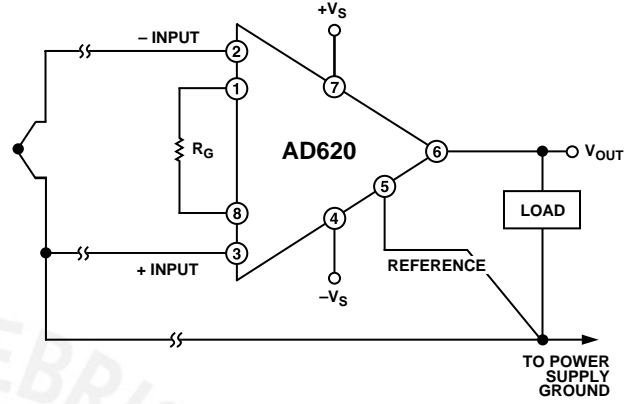 +VS
– INPUT
2
1
7
RG
AD620
6
VOUT
5
8
4
LOAD
3
+ INPUT
REFERENCE
–VS
TO POWER
SUPPLY
GROUND